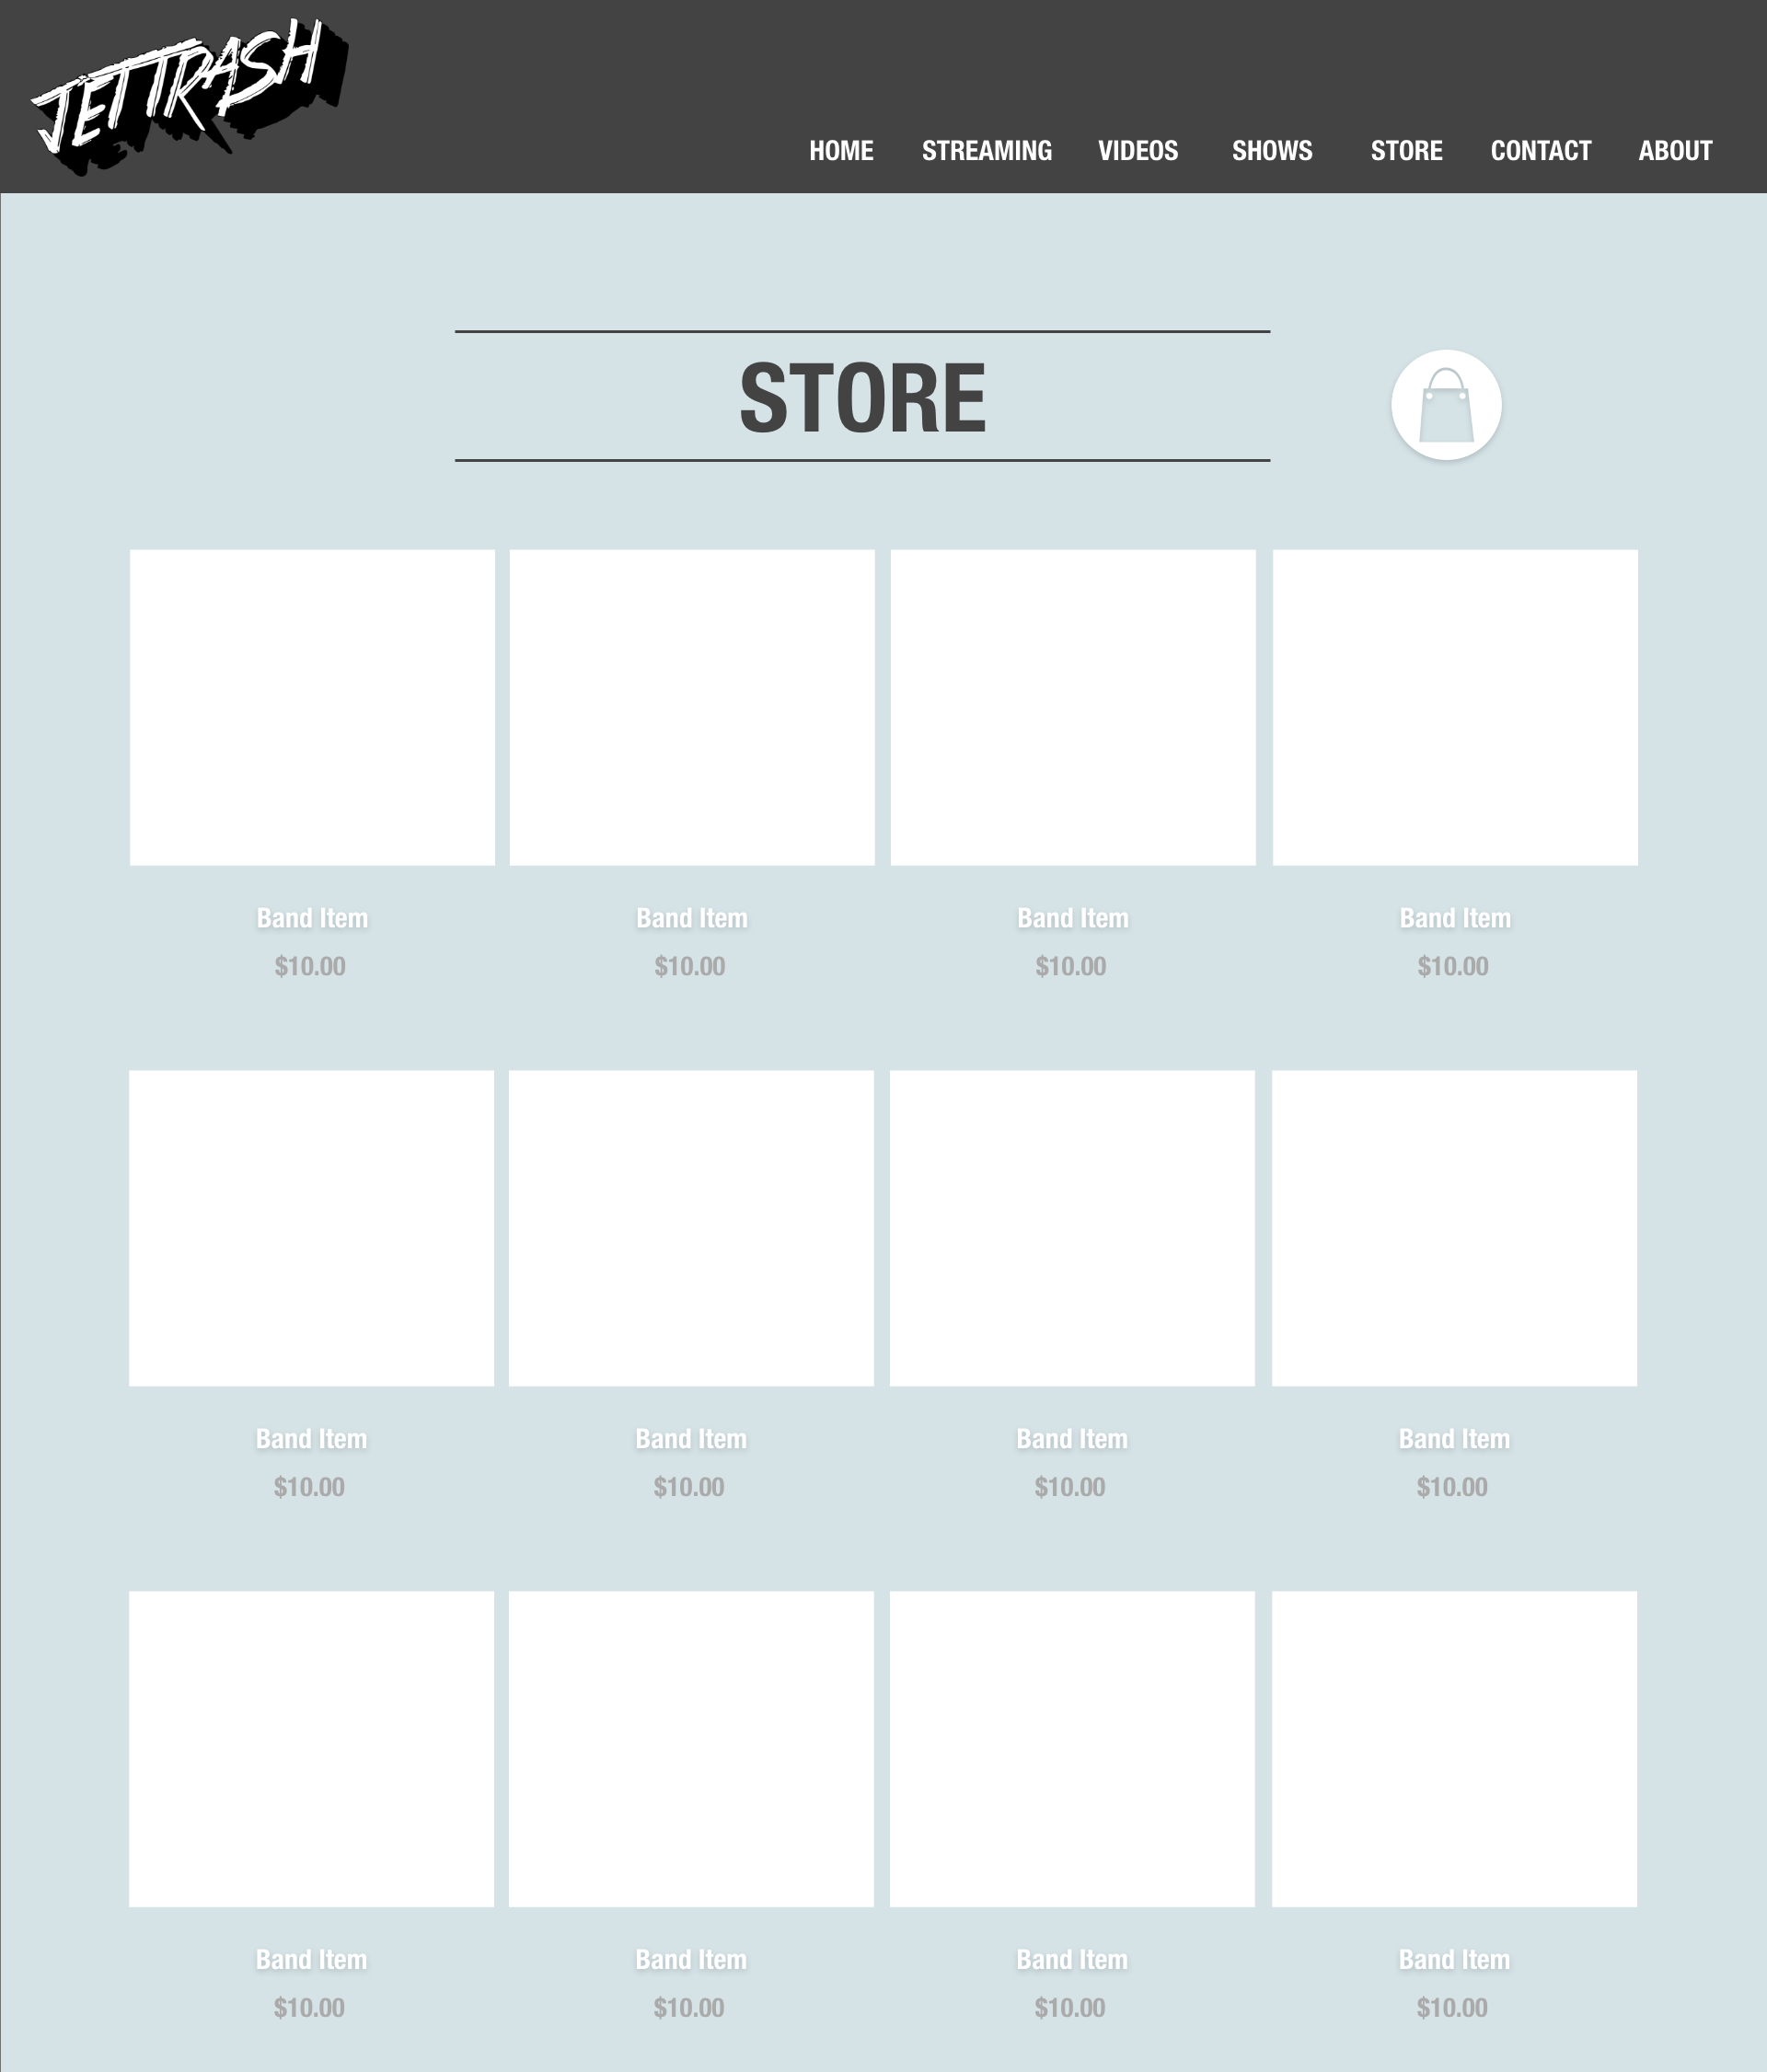 JETTRASH
HOME STREAMING VIDEOS SHOWS STORE CONTACT ABOUT
STORE
Band Item Band Item Band Item Band Item
$10.00 $10.00 $10.00 $10.00
Band Item Band Item Band Item Band Item
$10.00 $10.00 $10.00 $10.00
Band Item Band Item Band Item Band Item
$10.00 $10.00 $10.00 $10.00